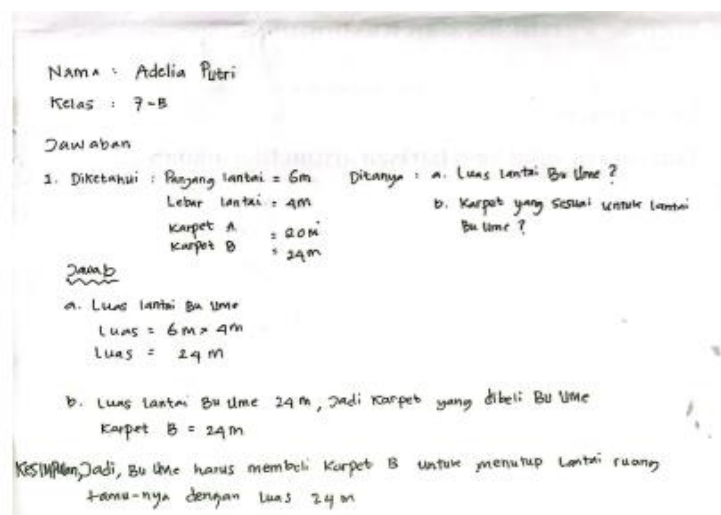 Nama : Adelia Putri
Kelas : 7-B
Jawaban
1. Diketahui : Panjang lantai = 6m Ditanya : a. Luas lantai Bu Ume ?
Lebar lantai = 4m b. Karpet yang sesuai untuk lantai
Karpet A = 20m Bu Ume ?
Karpet B = 24m
Jawab
a. Luas lantai Bu Ume
Luas = 6m × 4m
Luas = 24 m
b. Luas lantai Bu Ume 24 m, Jadi Karpet yang dibeli Bu Ume
Karpet B = 24m
KESIMPULAN, Jadi, Bu Ume harus membeli Karpet B untuk menutup lantai ruang
tamu-nya dengan luas 24 m